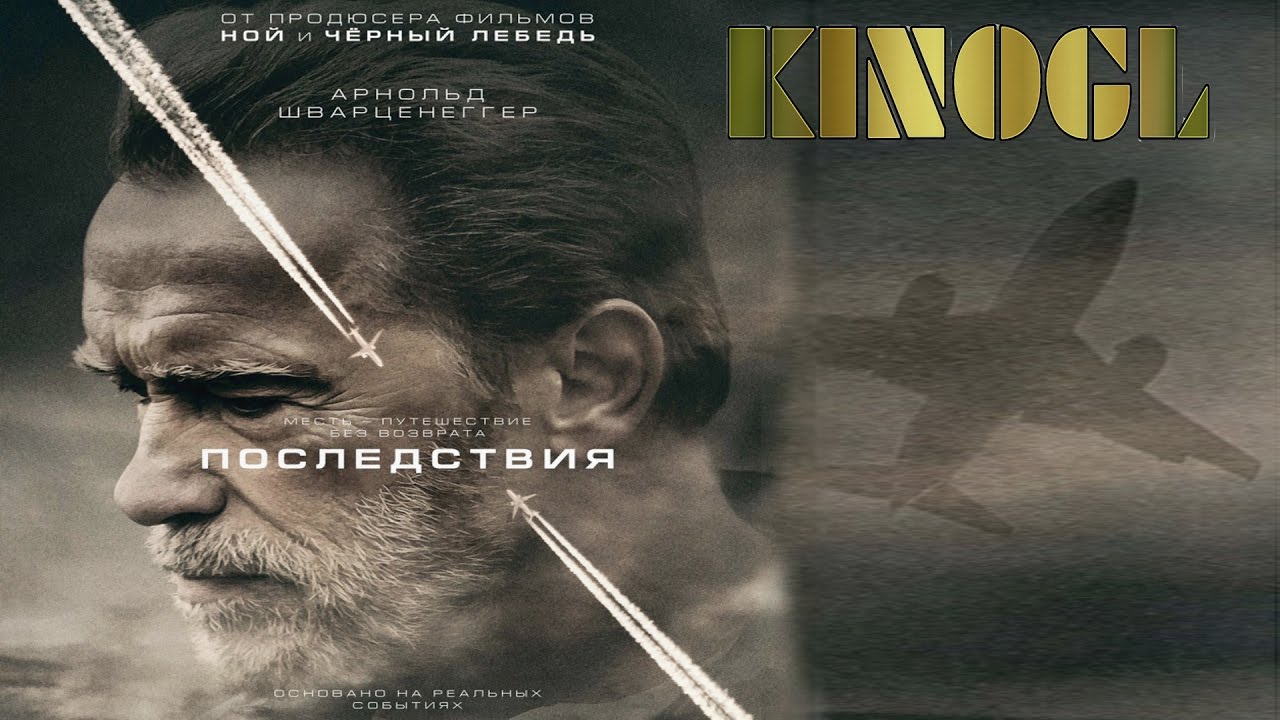 ОТ ПРОДЮСЕРА ФИЛЬМОВ
НОЙ И ЧЁРНЫЙ ЛЕБЕДЬ
АРНОЛЬД
ШВАРЦЕНЕГГЕР
KINOGL
МЕСТЬ – ПУТЕШЕСТВИЕ
БЕЗ ВОЗВРАТА
ПОСЛЕДСТВИЯ
ОСНОВАНО НА РЕАЛЬНЫХ
СОБЫТИЯХ